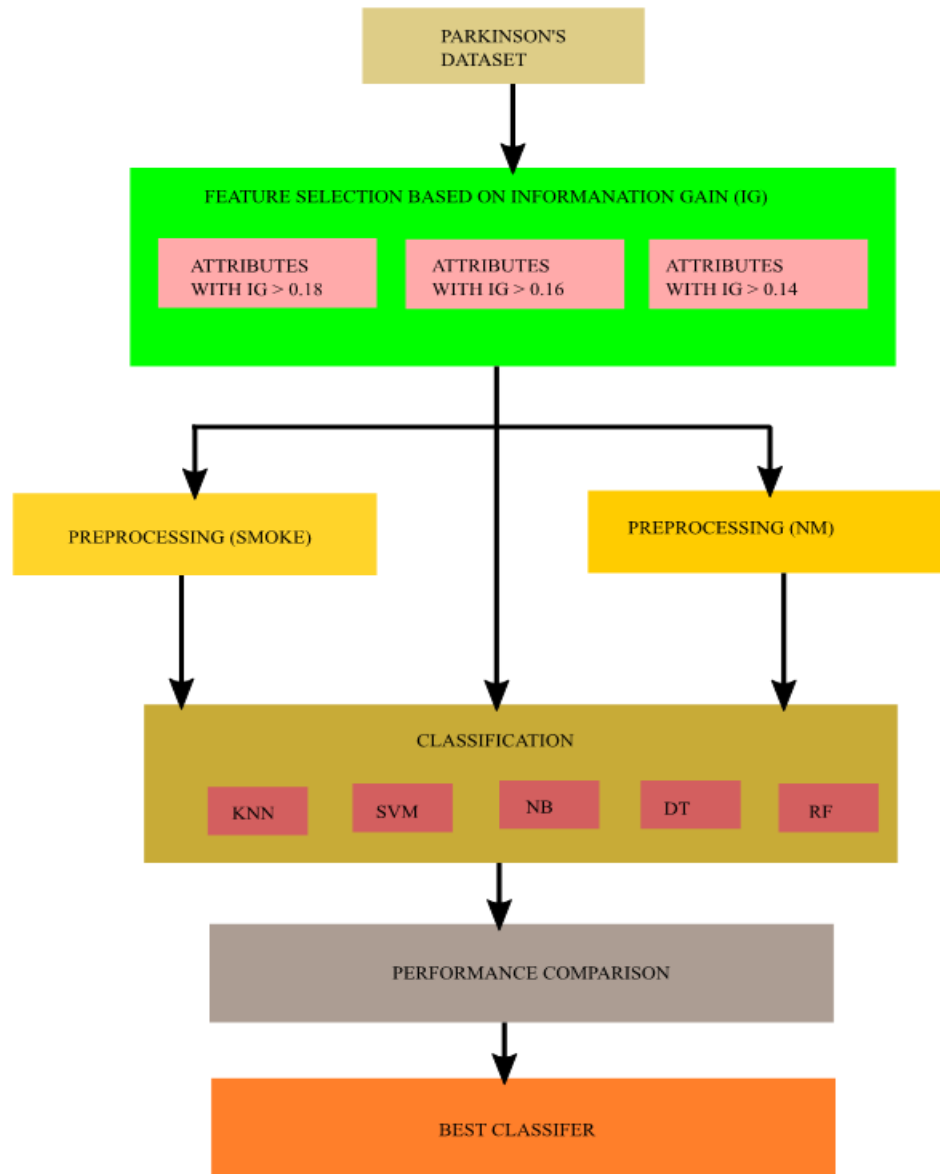 PARKINSON'S
DATASET
FEATURE SELECTION BASED ON INFORMANATION GAIN (IG)
ATTRIBUTES
WITH IG > 0.18
ATTRIBUTES
WITH IG > 0.16
ATTRIBUTES
WITH IG > 0.14
PREPROCESSING (SMOKE)
PREPROCESSING (NM)
CLASSIFICATION
KNN
SVM
NB
DT
RF
PERFORMANCE COMPARISON
BEST CLASSIFER